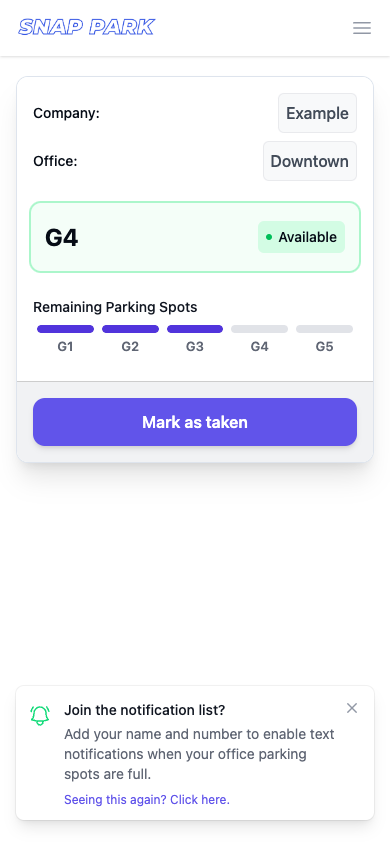 SNAP PARK
Company: Example
Office: Downtown
G4 Available
Remaining Parking Spots
G1 G2 G3 G4 G5
Mark as taken
Join the notification list?
Add your name and number to enable text
notifications when your office parking
spots are full.
Seeing this again? Click here.